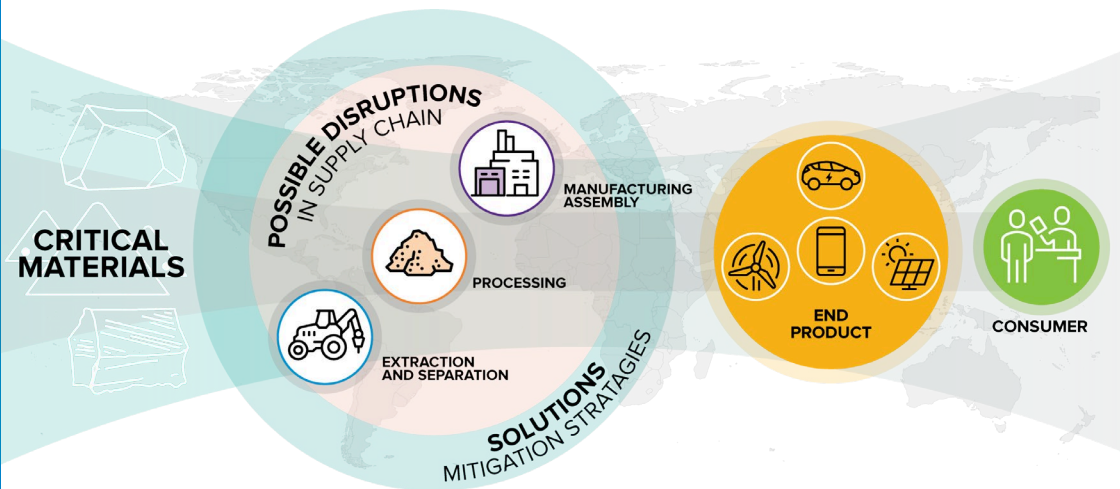 CRITICAL
MATERIALS
POSSIBLE DISRUPTIONS
IN SUPPLY CHAIN
MANUFACTURING
ASSEMBLY
PROCESSING
EXTRACTION
AND SEPARATION
SOLUTIONS
MITIGATION STRATAGIES
END
PRODUCT
CONSUMER